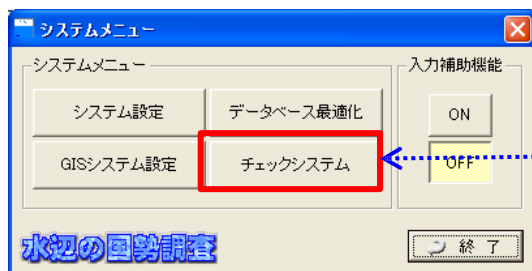 システムメニュー
システムメニュー
入力補助機能
システム設定
データベース最適化
ON
GISシステム設定
チェックシステム
OFF
水辺の国勢調査
終 了